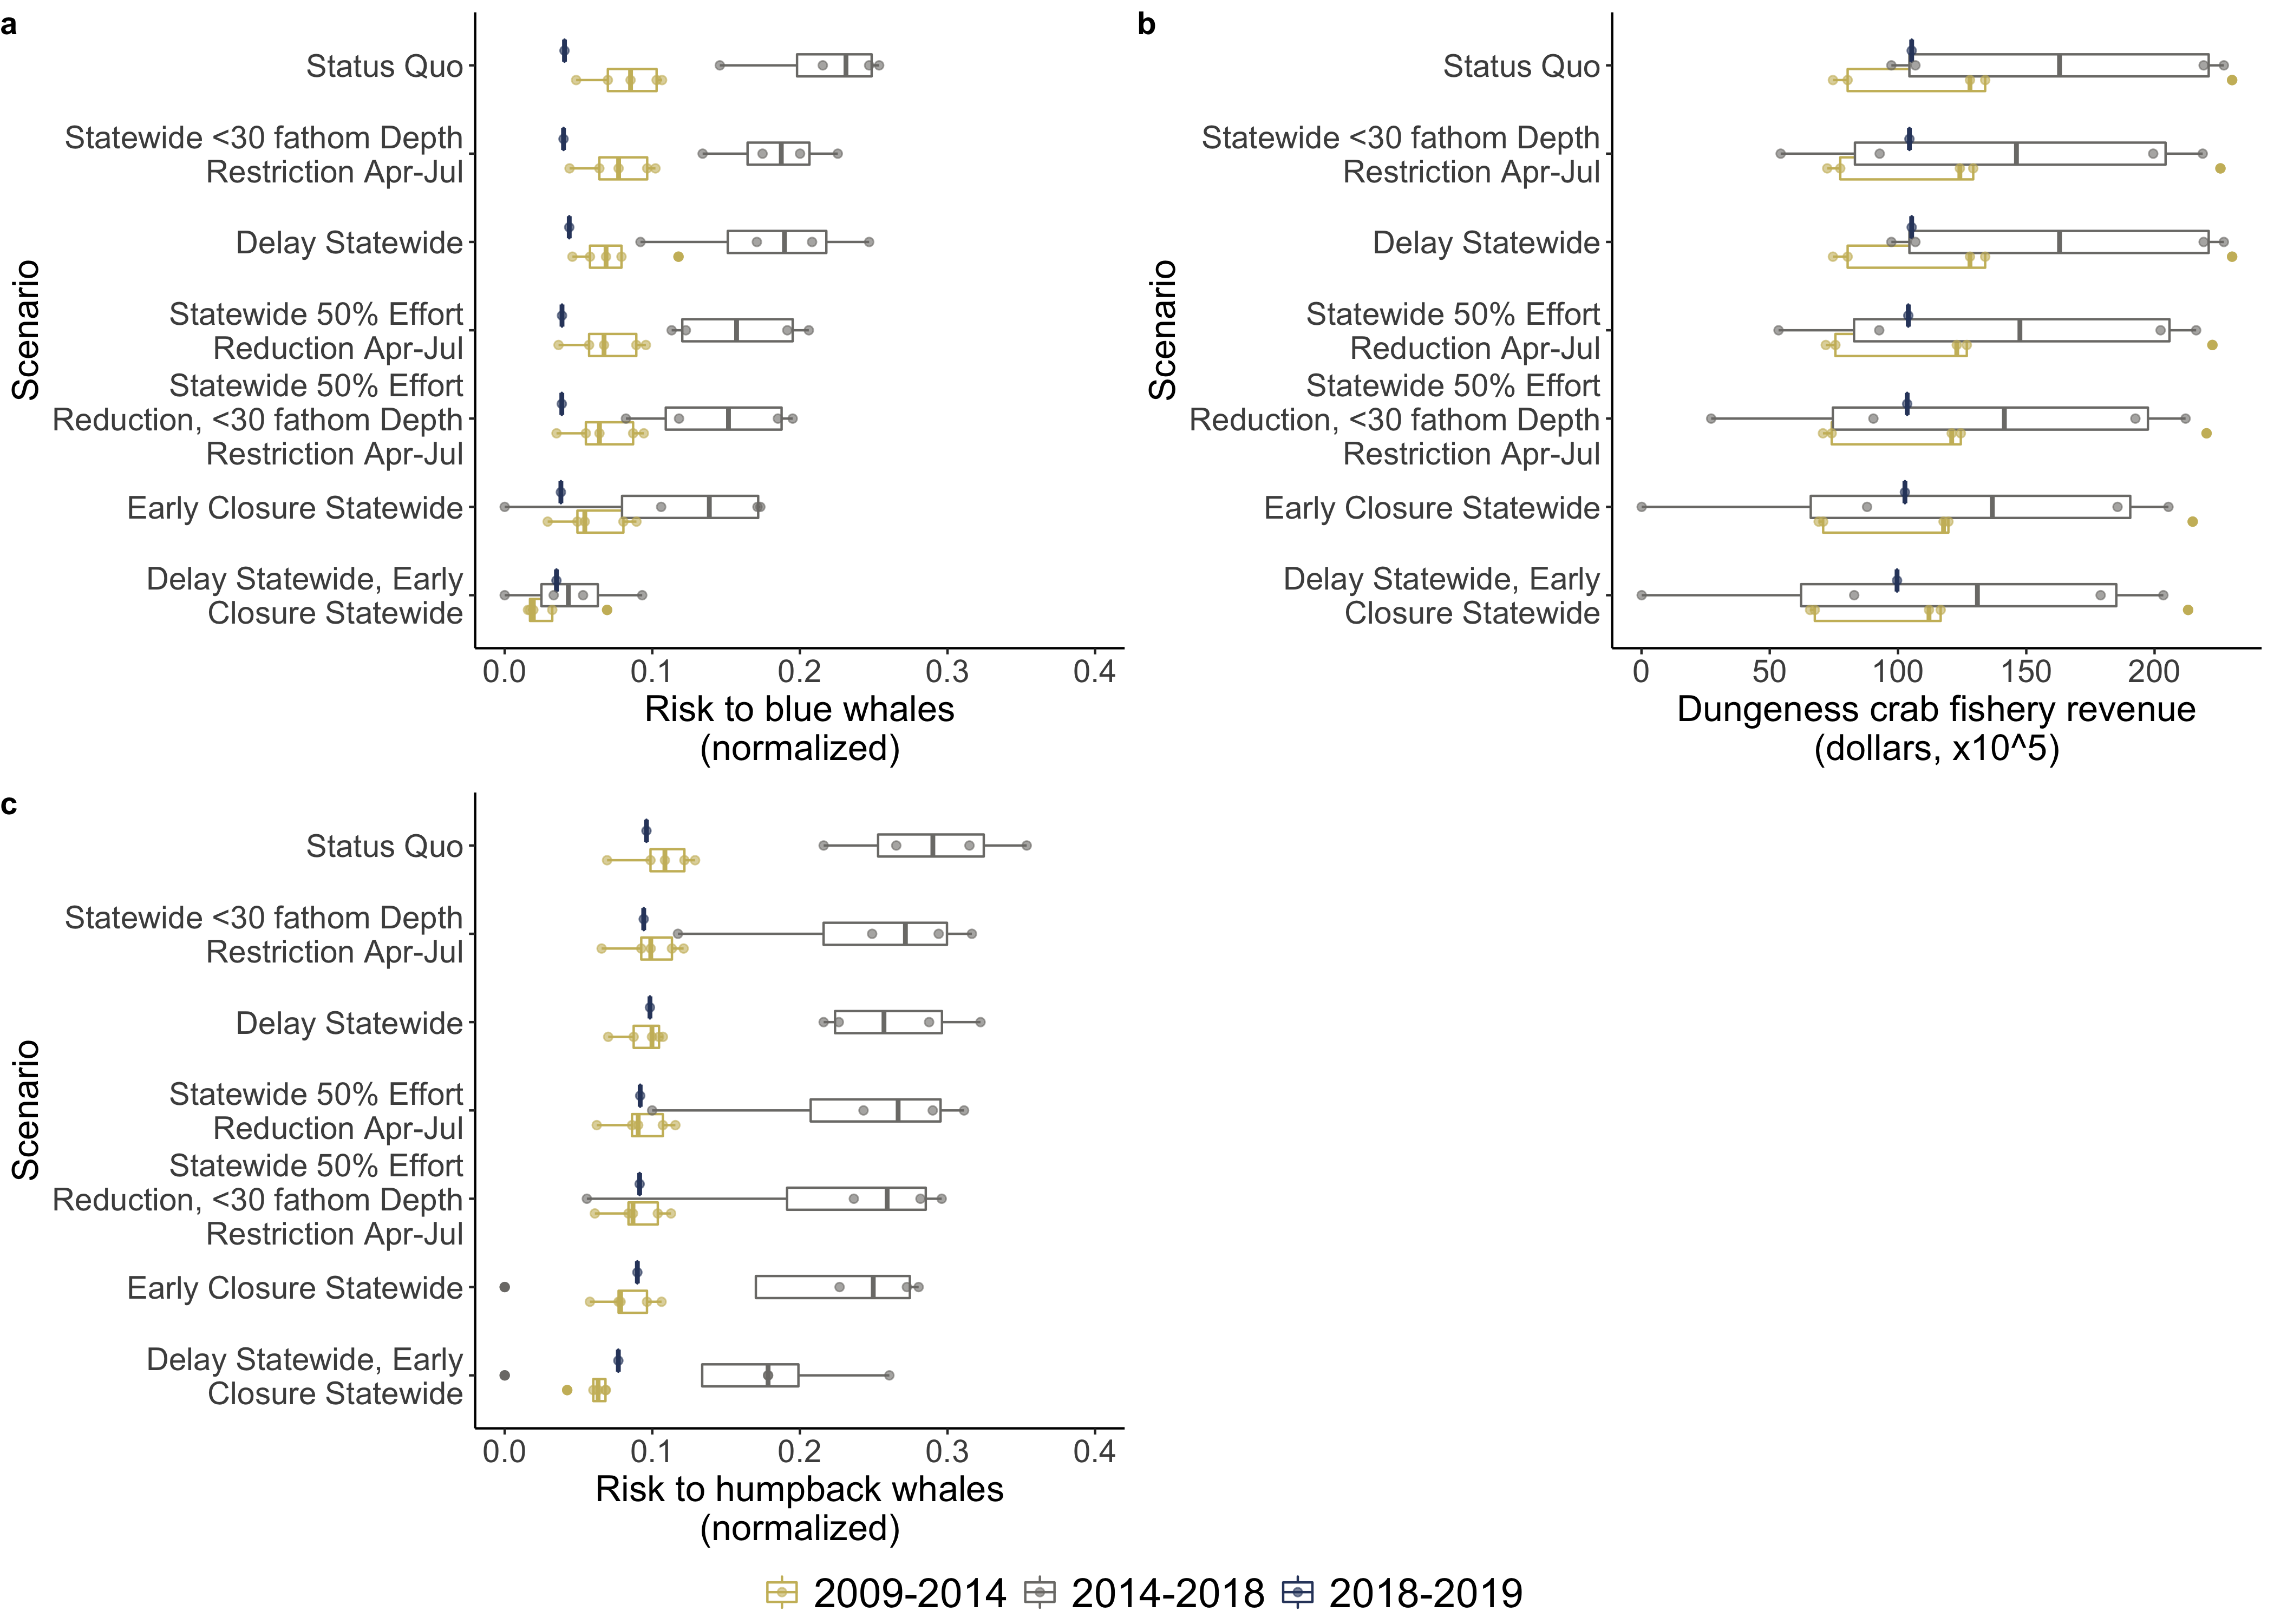 a
Scenario
Status Quo
Statewide <30 fathom Depth
Restriction Apr-Jul
Delay Statewide
Statewide 50% Effort
Reduction Apr-Jul
Statewide 50% Effort
Reduction, <30 fathom Depth
Restriction Apr-Jul
Early Closure Statewide
Delay Statewide, Early
Closure Statewide
0.0 0.1 0.2 0.3 0.4
Risk to blue whales
(normalized)
b
Scenario
Status Quo
Statewide <30 fathom Depth
Restriction Apr-Jul
Delay Statewide
Statewide 50% Effort
Reduction Apr-Jul
Statewide 50% Effort
Reduction, <30 fathom Depth
Restriction Apr-Jul
Early Closure Statewide
Delay Statewide, Early
Closure Statewide
0 50 100 150 200
Dungeness crab fishery revenue
(dollars, x10^5)
c
Scenario
Status Quo
Statewide <30 fathom Depth
Restriction Apr-Jul
Delay Statewide
Statewide 50% Effort
Reduction Apr-Jul
Statewide 50% Effort
Reduction, <30 fathom Depth
Restriction Apr-Jul
Early Closure Statewide
Delay Statewide, Early
Closure Statewide
0.0 0.1 0.2 0.3 0.4
Risk to humpback whales
(normalized)
2009-2014 2014-2018 2018-2019